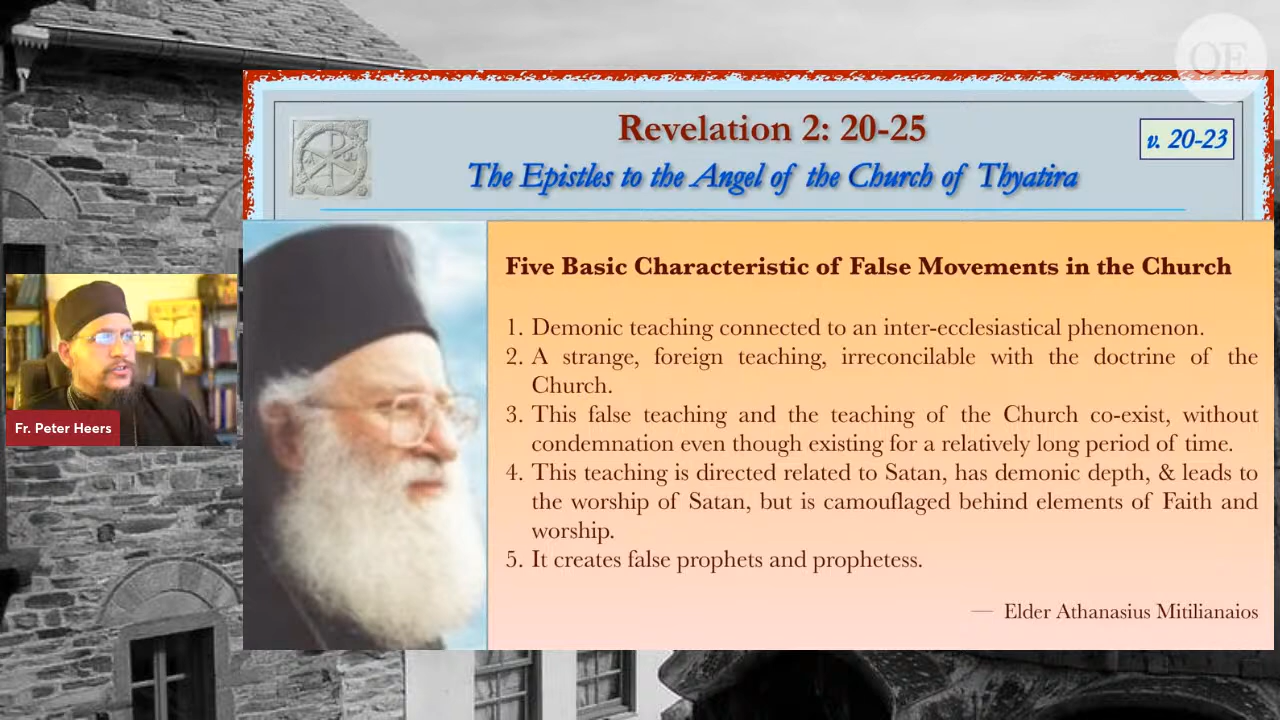 OE
Revelation 2: 20-25
v. 20-23
The Epistles to the Angel of the Church of Thyatira
Five Basic Characteristic of False Movements in the Church
1. Demonic teaching connected to an inter-ecclesiastical phenomenon.
2. A strange, foreign teaching, irreconcilable with the doctrine of the
Church.
3. This false teaching and the teaching of the Church co-exist, without
condemnation even though existing for a relatively long period of time.
4. This teaching is directed related to Satan, has demonic depth, & leads to
the worship of Satan, but is camouflaged behind elements of Faith and
worship.
5. It creates false prophets and prophetess.
— Elder Athanasius Mitilianaios
Fr. Peter Heers